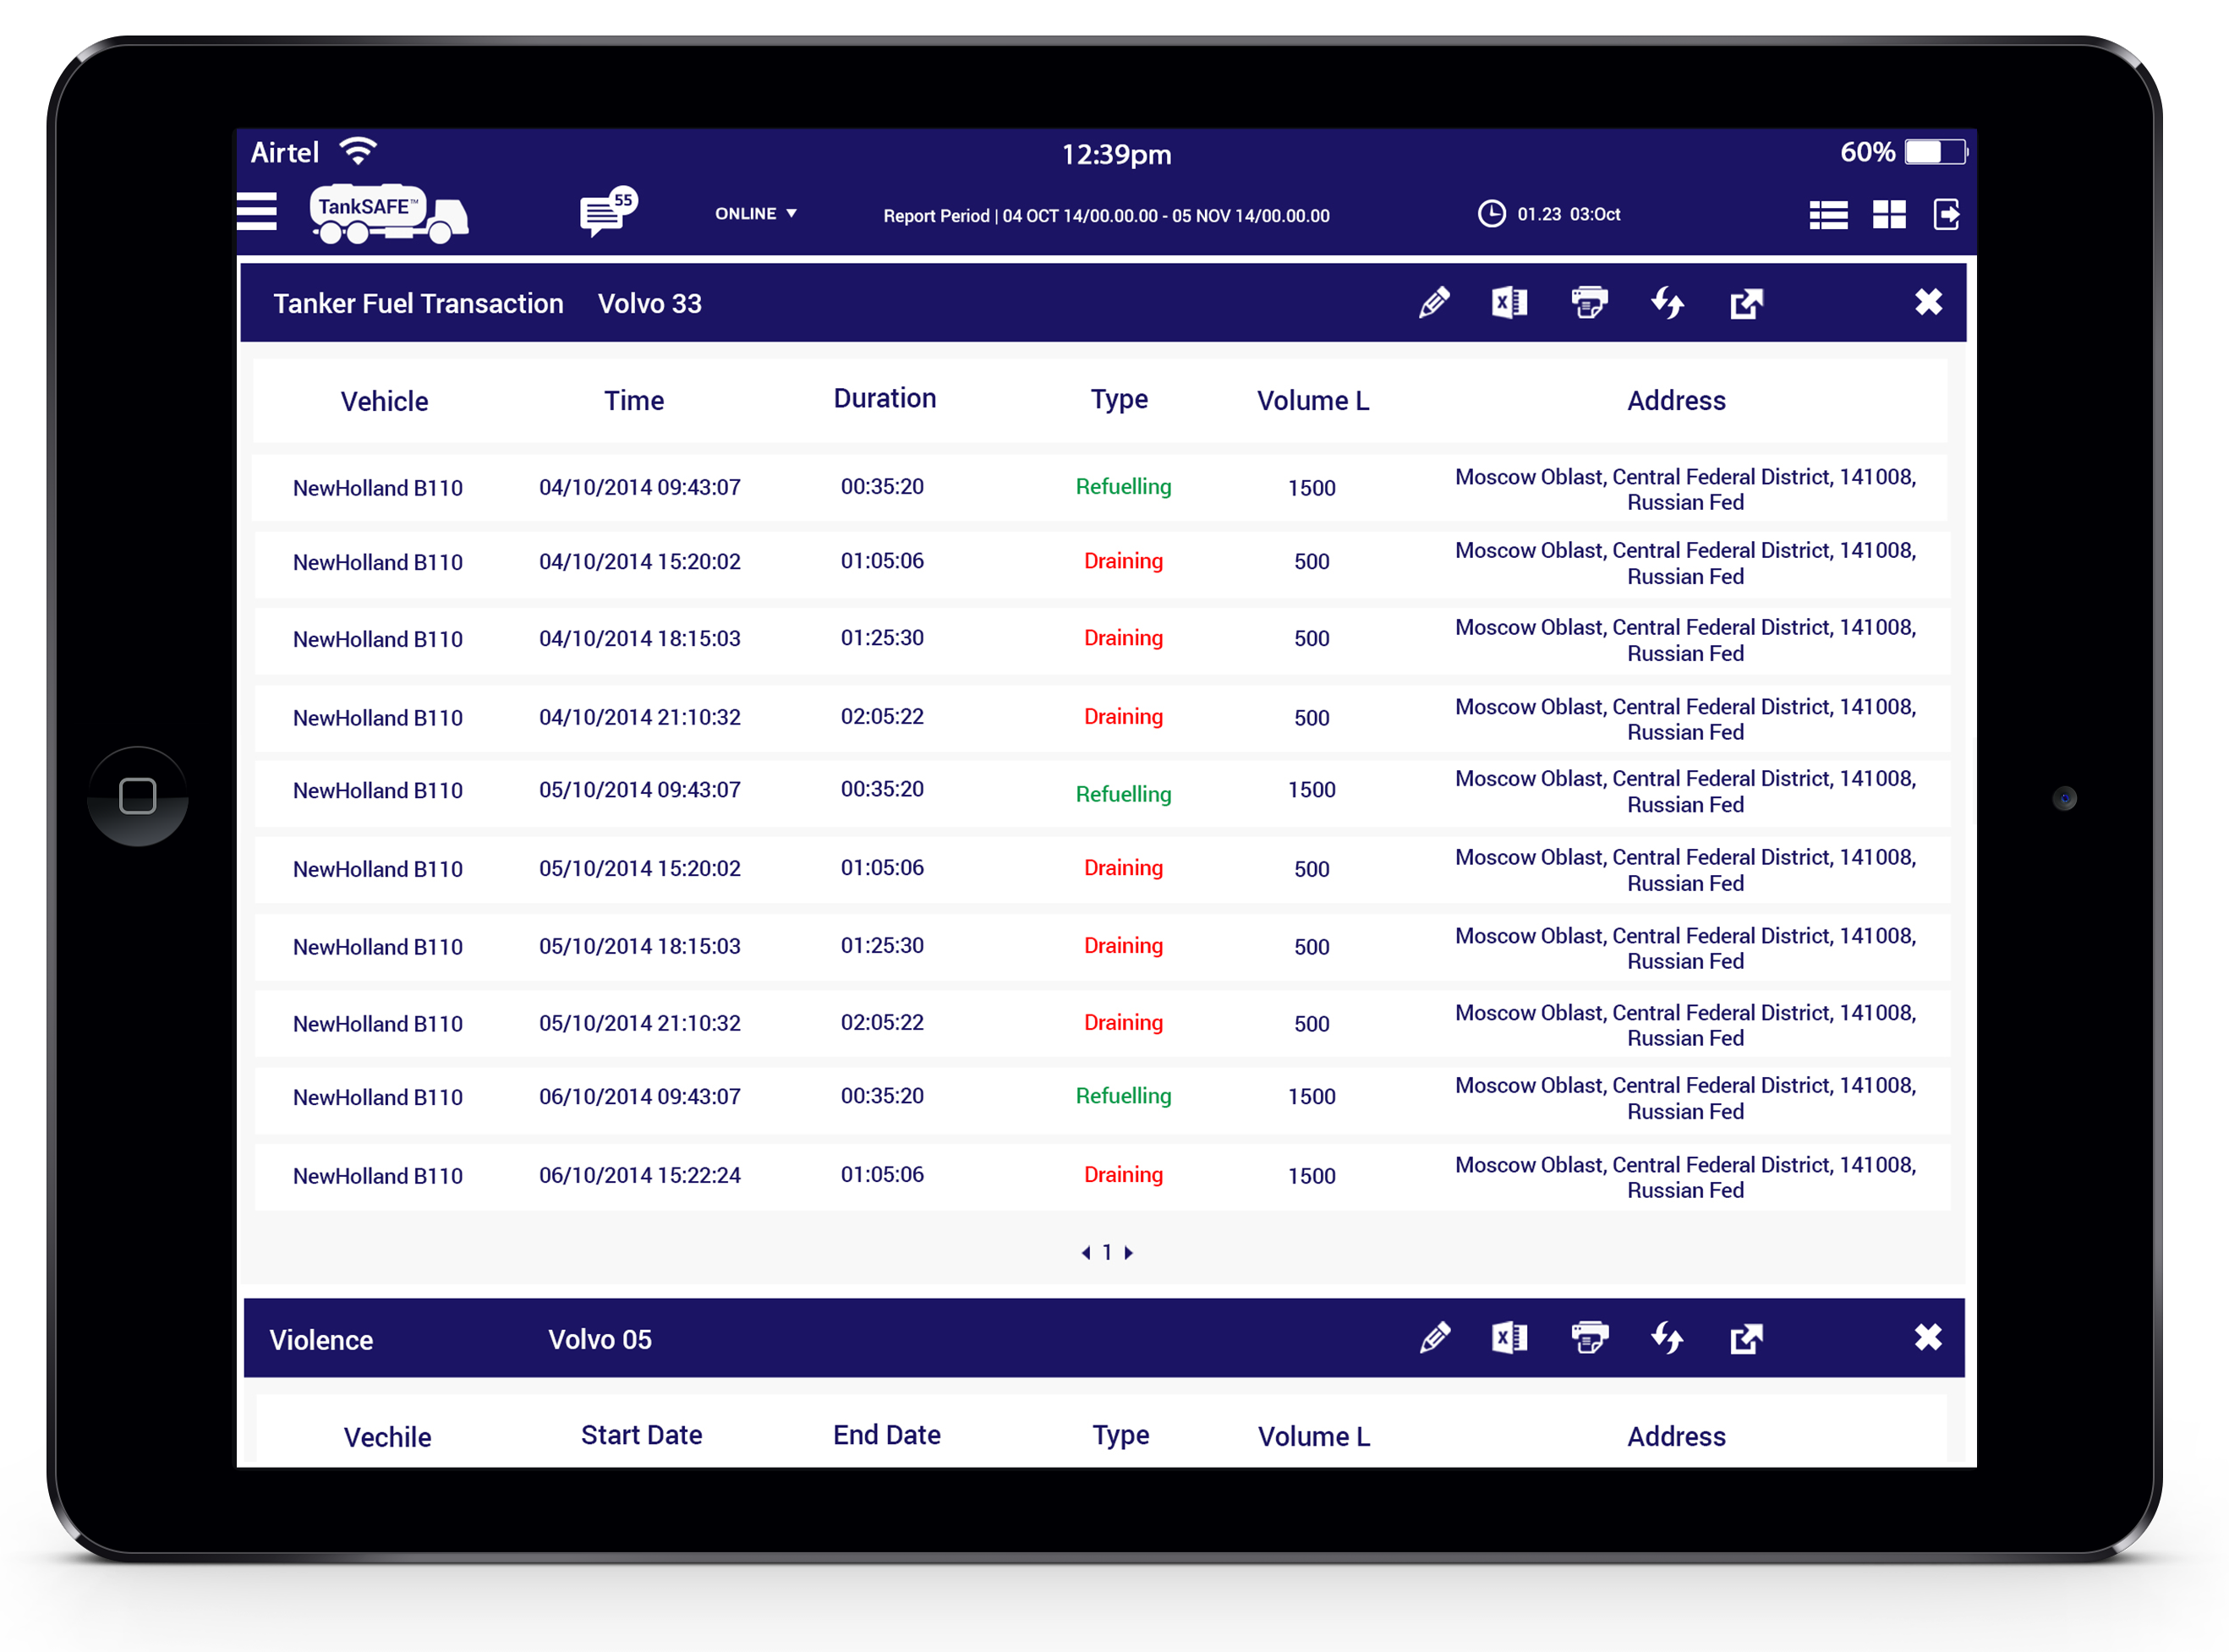 Airtel 12:39pm 60%
TankSAFE™ 55 ONLINE ▼ Report Period | 04 OCT 14/00.00.00 - 05 NOV 14/00.00.00 01.23 03:Oct
Tanker Fuel Transaction Volvo 33
Vehicle Time Duration Type Volume L Address
NewHolland B110 04/10/2014 09:43:07 00:35:20 Refuelling 1500 Moscow Oblast, Central Federal District, 141008,
Russian Fed
NewHolland B110 04/10/2014 15:20:02 01:05:06 Draining 500 Moscow Oblast, Central Federal District, 141008,
Russian Fed
NewHolland B110 04/10/2014 18:15:03 01:25:30 Draining 500 Moscow Oblast, Central Federal District, 141008,
Russian Fed
NewHolland B110 04/10/2014 21:10:32 02:05:22 Draining 500 Moscow Oblast, Central Federal District, 141008,
Russian Fed
NewHolland B110 05/10/2014 09:43:07 00:35:20 Refuelling 1500 Moscow Oblast, Central Federal District, 141008,
Russian Fed
NewHolland B110 05/10/2014 15:20:02 01:05:06 Draining 500 Moscow Oblast, Central Federal District, 141008,
Russian Fed
NewHolland B110 05/10/2014 18:15:03 01:25:30 Draining 500 Moscow Oblast, Central Federal District, 141008,
Russian Fed
NewHolland B110 05/10/2014 21:10:32 02:05:22 Draining 500 Moscow Oblast, Central Federal District, 141008,
Russian Fed
NewHolland B110 06/10/2014 09:43:07 00:35:20 Refuelling 1500 Moscow Oblast, Central Federal District, 141008,
Russian Fed
NewHolland B110 06/10/2014 15:22:24 01:05:06 Draining 1500 Moscow Oblast, Central Federal District, 141008,
Russian Fed
1
Violence Volvo 05
Vechile Start Date End Date Type Volume L Address